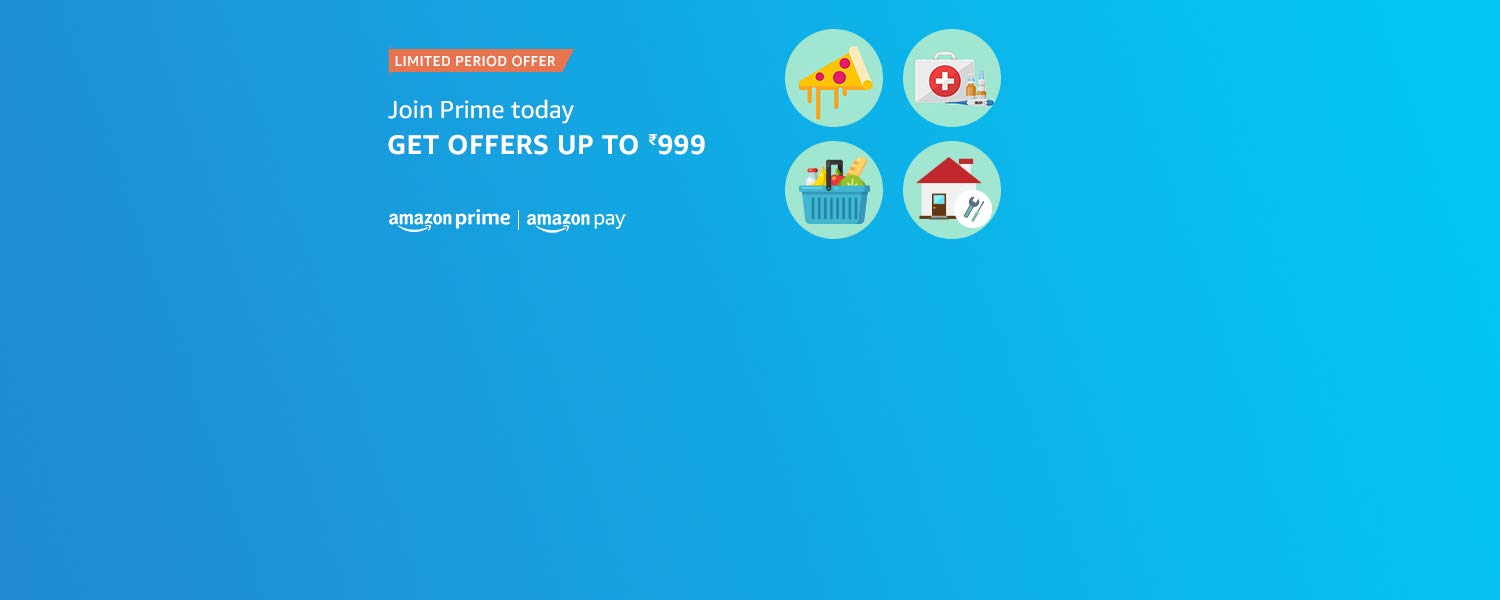 LIMITED PERIOD OFFER
Join Prime today
GET OFFERS UP TO ₹999
amazon prime | amazon pay